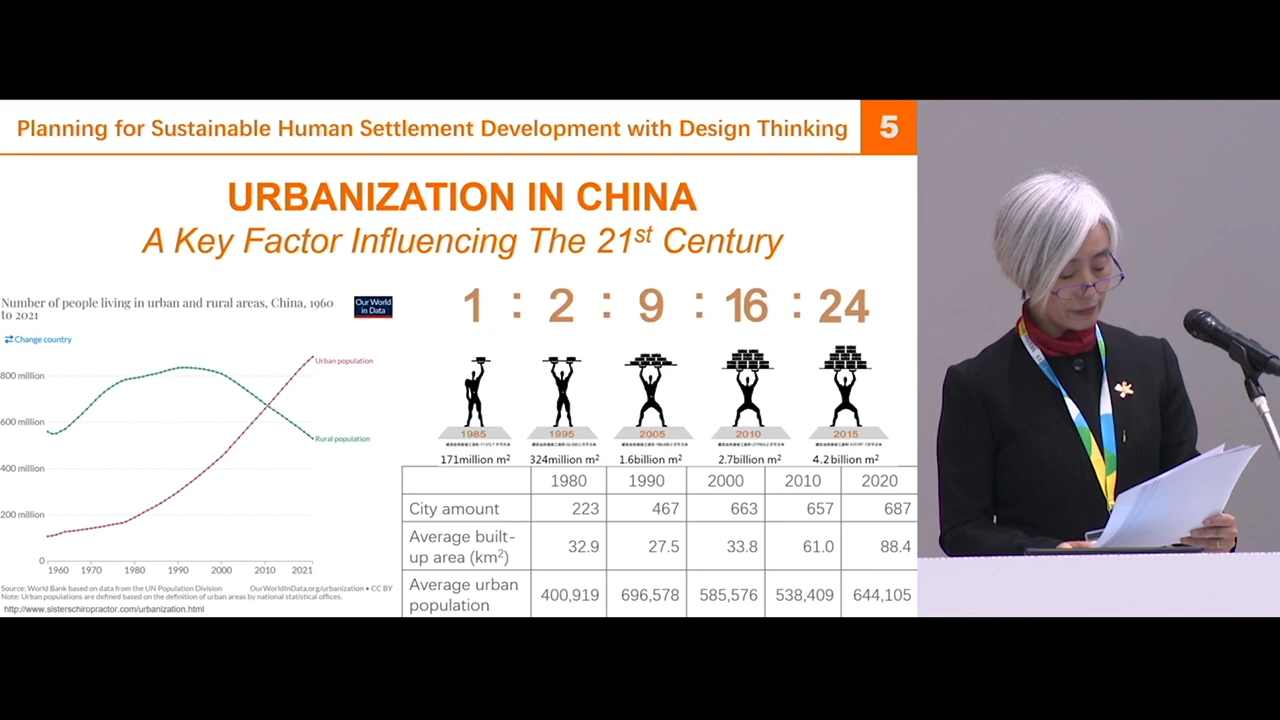 Planning for Sustainable Human Settlement Development with Design Thinking 5
URBANIZATION IN CHINA
A Key Factor Influencing The 21st Century
Number of people living in urban and rural areas, China, 1960
to 2021
Our World
in Data
Change country
Urban population
800 million
600 million
Rural population
400 million
200 million
0
1960 1970 1980 1990 2000 2010 2021
Source: World Bank based on data from the UN Population Division OurWorldInData.org/urbanization • CC BY
Note: Urban populations are defined based on the definition of urban areas by national statistical offices.
http://www.sisterschiropractor.com/urbanization.html
1 : 2 : 9 : 16 : 24
1985 1995 2005 2010 2015
171million m² 324million m² 1.6billion m² 2.7billion m² 4.2billion m²
1980 1990 2000 2010 2020
City amount 223 467 663 657 687
Average built-
up area (km²) 32.9 27.5 33.8 61.0 88.4
Average urban
population 400,919 696,578 585,576 538,409 644,105